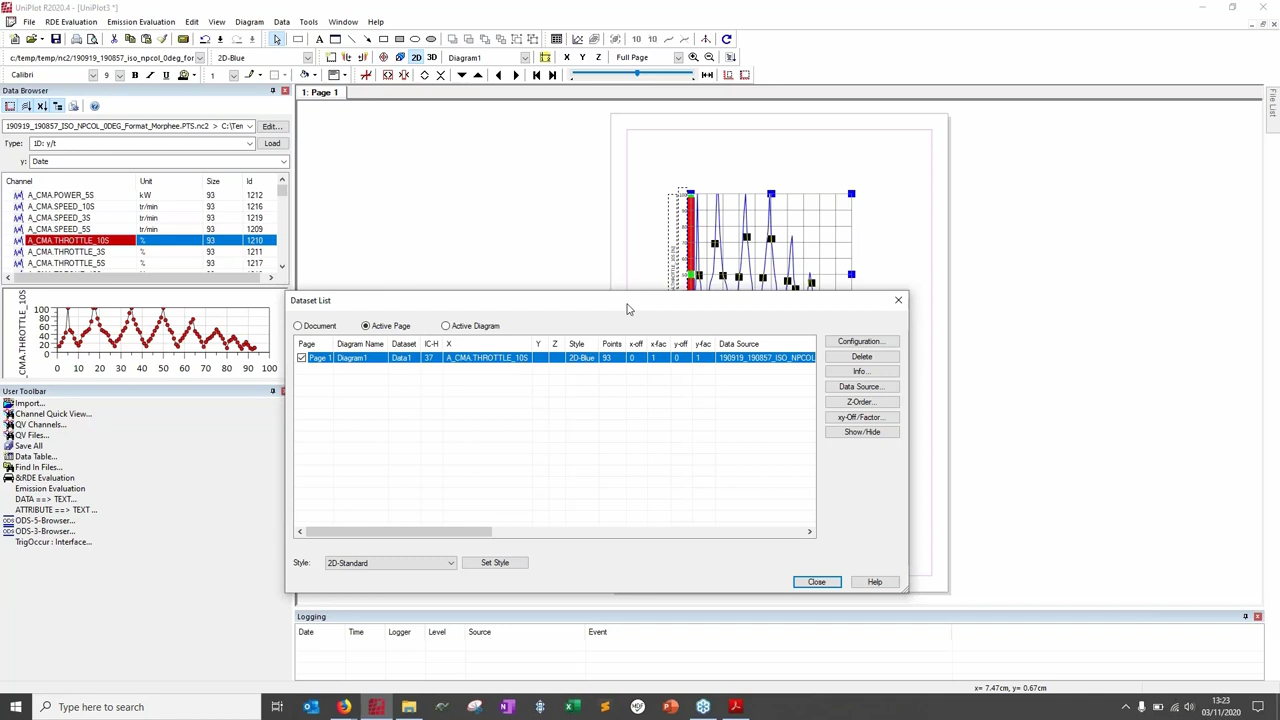 UniPlot R2020.4 - [UniPlot3 *]
File RDE Evaluation Emission Evaluation Edit View Diagram Data Tools Window Help
c:/temp/temp/nc2/190919_190857_iso_npcol_0deg_for 2D-Blue 2D 3D Diagram1 X Y Z Full Page
Calibri 9 B I U 1
Data Browser
1: Page 1
File List
190919_190857_ISO_NPCOL_0DEG_Format_Morphee.PTS.nc2 > C:\Ten Edit...
Type: 1D: y/t Load
y: Date
Channel Unit Size Id
A_CMA.POWER_5S kW 93 1212
A_CMA.SPEED_10S tr/min 93 1216
A_CMA.SPEED_3S tr/min 93 1219
A_CMA.SPEED_5S tr/min 93 1209
A_CMA.THROTTLE_10S % 93 1210
A_CMA.THROTTLE_3S % 93 1211
A_CMA.THROTTLE_5S % 93 1217
CMA.THROTTLE_10S
100
80
60
40
20
0
0 10 20 30 40 50 60 70 80 90 100
User Toolbar
Import...
Channel Quick View...
QV Channels...
QV Files...
Save All
Data Table...
Find In Files...
&RDE Evaluation
Emission Evaluation
DATA ==> TEXT...
ATTRIBUTE ==> TEXT ...
ODS-5-Browser...
ODS-3-Browser...
TrigOccur : Interface...
Dataset List
Document Active Page Active Diagram
Page Diagram Name Dataset IC-H X Y Z Style Points x-off x-fac y-off y-fac Data Source
Page 1 Diagram1 Data1 37 A_CMA.THROTTLE_10S 2D-Blue 93 0 1 0 1 190919_190857_ISO_NPCOL
Configuration...
Delete
Info...
Data Source...
Z-Order...
xy-Off/Factor...
Show/Hide
Style: 2D-Standard Set Style
Close Help
Logging
Date Time Logger Level Source Event
x= 7.47cm, y= 0.67cm
Type here to search
13:23
03/11/2020